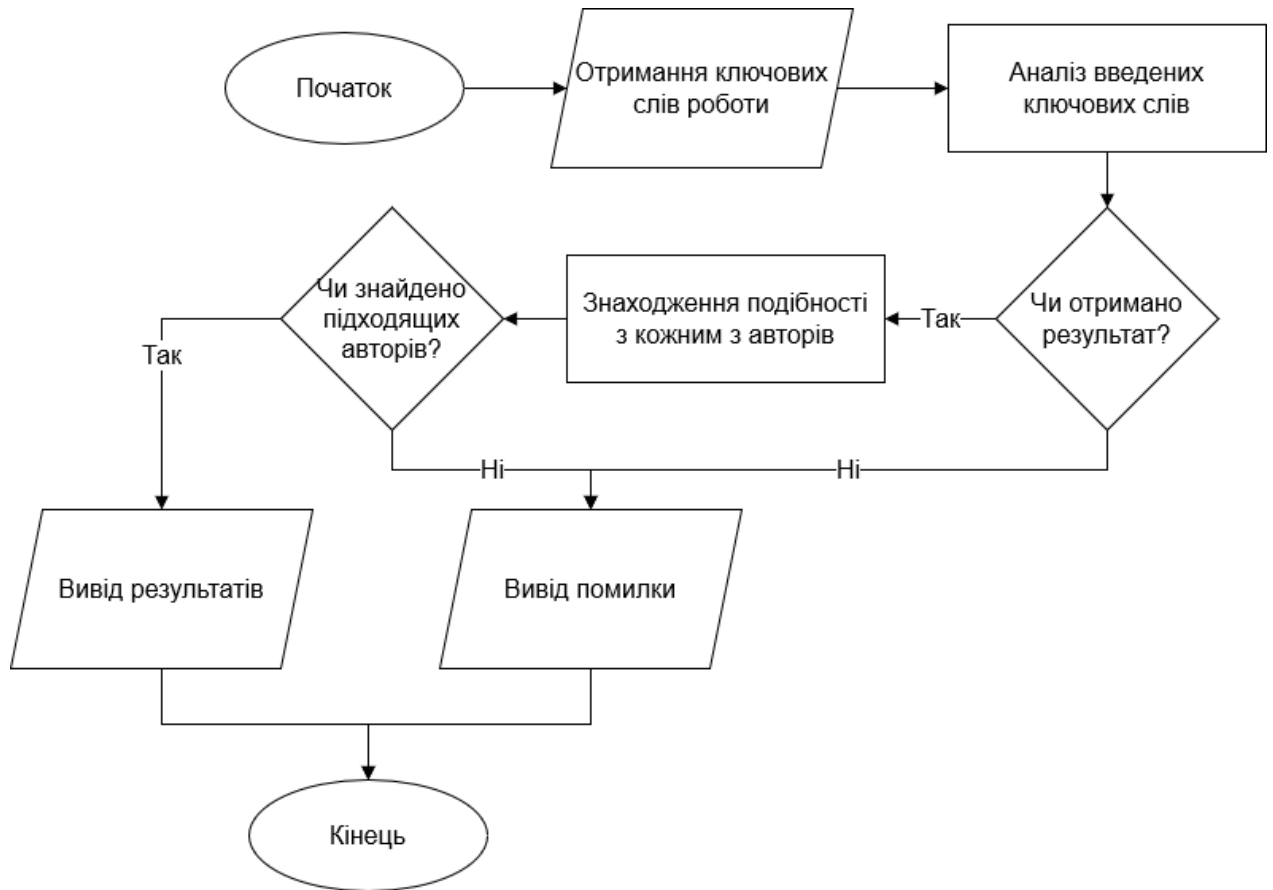 Початок
Отримання ключових
слів роботи
Аналіз введених
ключових слів
Чи отримано
результат?
Так
Знаходження подібності
з кожним з авторів
Чи знайдено
підходящих
авторів?
Так
Ні
Ні
Вивід результатів
Вивід помилки
Кінець